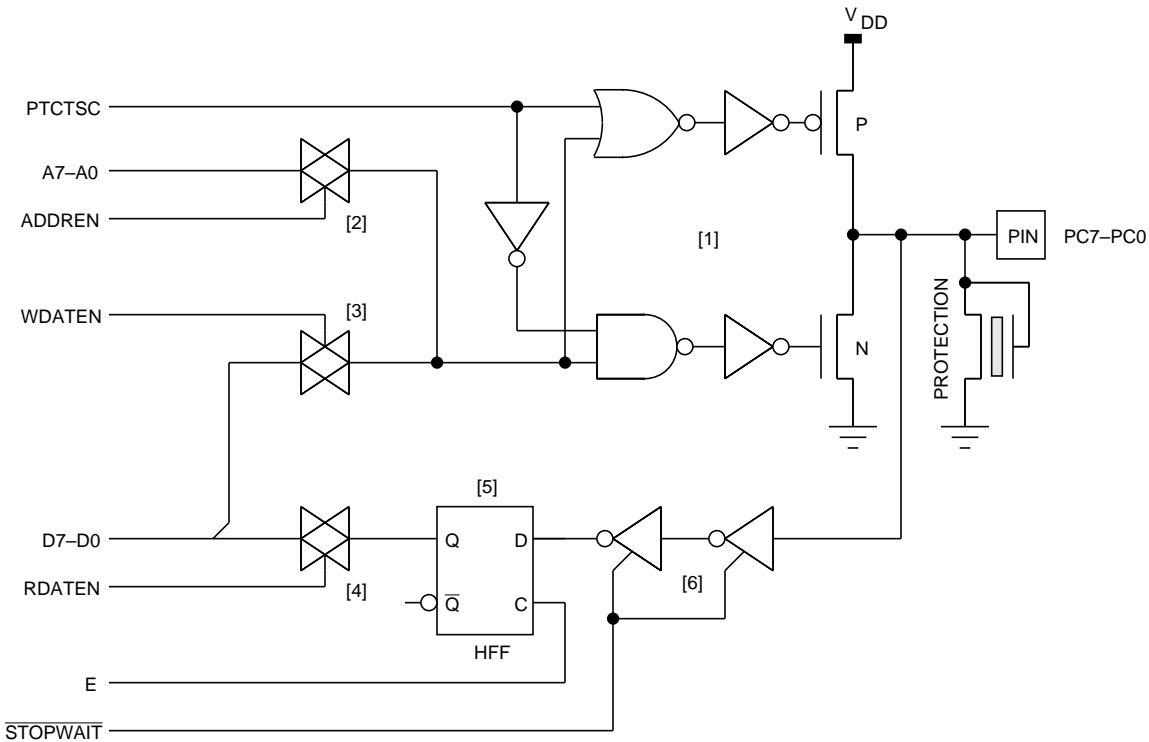 V DD
PTCTSC
P
A7–A0
ADDREN
[2]
[1]
PIN
PC7–PC0
WDATEN
[3]
N
PROTECTION
[5]
D7–D0
Q
D
[6]
RDATEN
[4]
Q
C
HFF
E
STOPWAIT